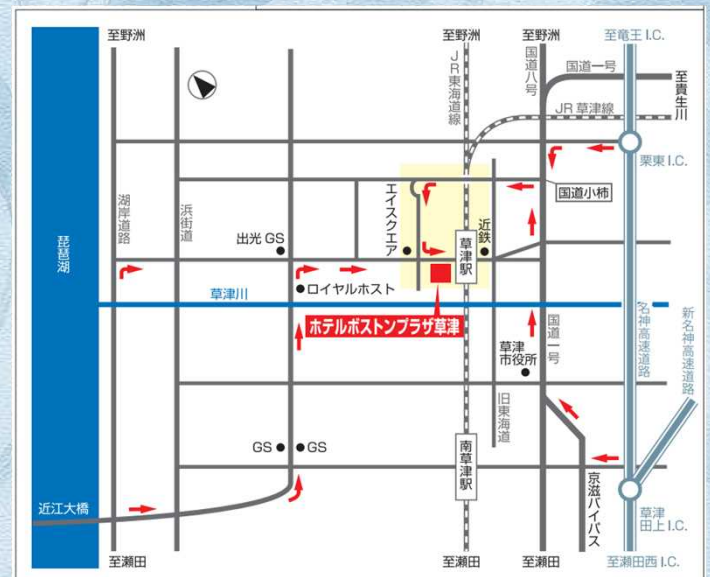 至野洲
至野洲
至野洲
至竜王 I.C.
JR東海道線
国道八号
国道一号
至貴生川
JR 草津線
栗東 I.C.
国道小柿
湖岸道路
浜街道
エイスクエア
出光 GS
草津駅
近鉄
琵琶湖
ロイヤルホスト
草津川
ホテルボストンプラザ草津
国道一号
名神高速道路
新名神高速道路
草津
市役所
旧東海道
GS
GS
南草津駅
京滋バイパス
近江大橋
草津
田上 I.C.
至瀬田
至瀬田
至瀬田
至瀬田西 I.C.